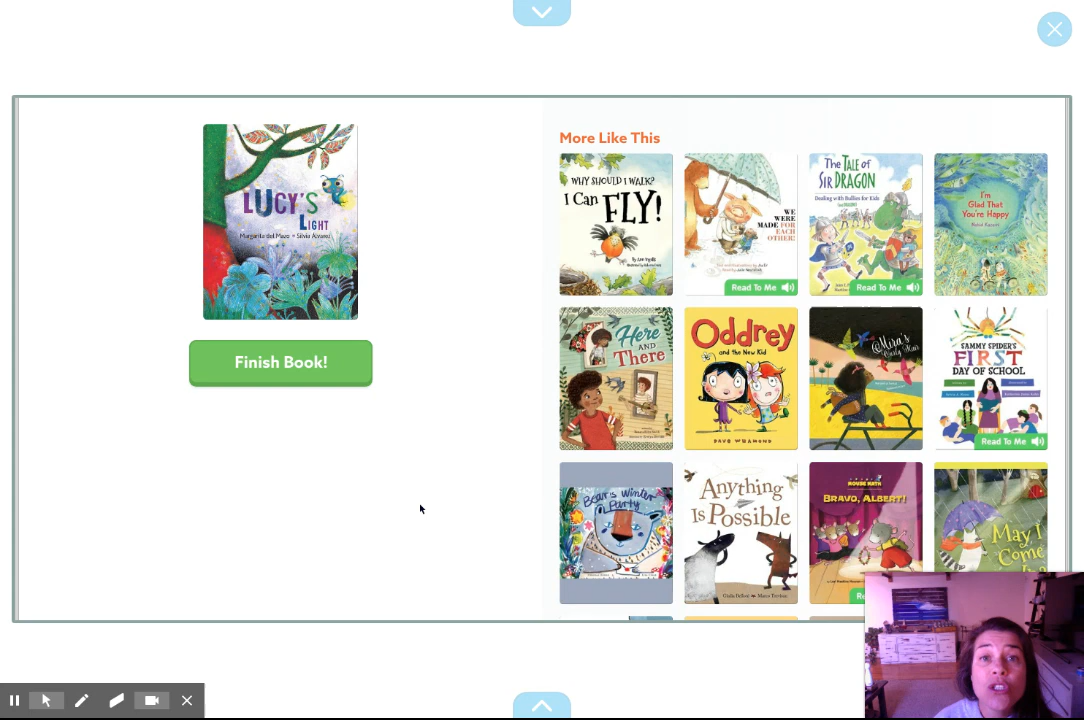 LUCY'S
LIGHT
Margarita del Mazo
Silvia Álvarez
Finish Book!
More Like This
WHY SHOULD I WALK?
I Can FLY!
WE
WERE
MADE FOR
EACH
OTHER!
Read To Me
The TALE of
SIR DRAGON
Dealing with Bullies for Kids
Read To Me
I'm
Glad That
You're Happy
Here
AND
There
Oddrey
and the New Kid
DAVE WHAMOND
Mira's
Curly Hair
SAMMY SPIDER'S
FIRST
DAY OF SCHOOL
Read To Me
Bear's Winter
Party
Anything
Is Possible
MOUSE MATH
BRAVO, ALBERT!
Re
May I
Come